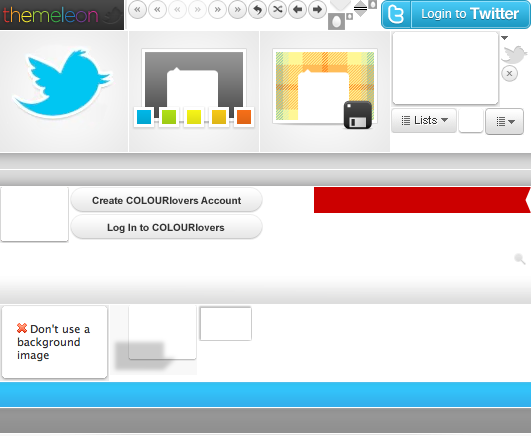 themeleon
Login to Twitter
Lists
Create COLOURlovers Account
Log In to COLOURlovers
Don't use a
background
image